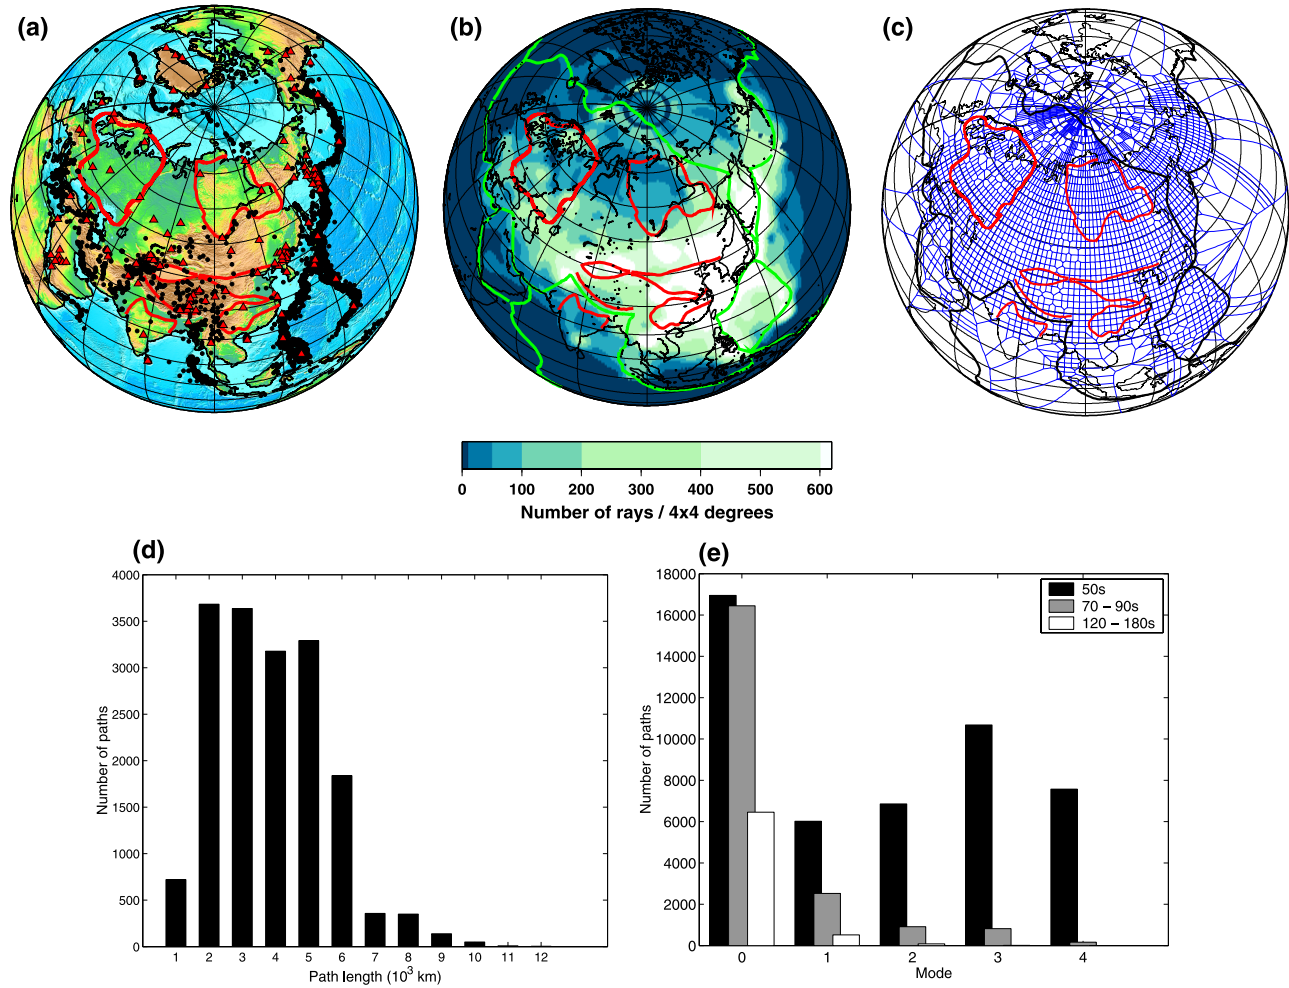 (a)
(b)
(c)
0 100 200 300 400 500 600
Number of rays / 4x4 degrees
(d)
4000
3500
3000
2500
2000
1500
1000
500
0
Number of paths
1 2 3 4 5 6 7 8 9 10 11 12
Path length (10³ km)
(e)
18000
16000
14000
12000
10000
8000
6000
4000
2000
0
Number of paths
50s
70 − 90s
120 − 180s
0 1 2 3 4
Mode